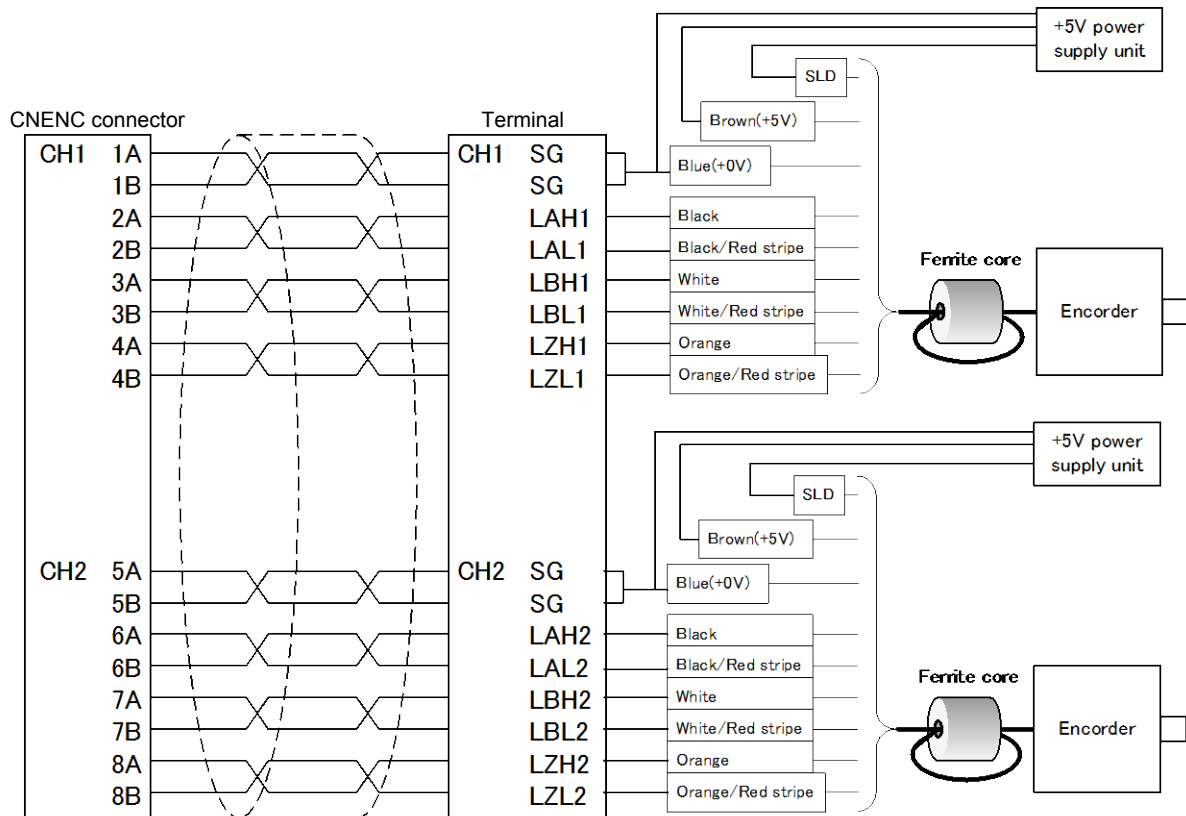 +5V power
supply unit
SLD
CNENC connector
Terminal
Brown(+5V)
CH1 1A CH1 SG
Blue(+0V)
1B SG
2A LAH1 Black
2B LAL1 Black/Red stripe
Ferrite core
3A LBH1 White
3B LBL1 White/Red stripe
Encorder
4A LZH1 Orange
4B LZL1 Orange/Red stripe
+5V power
supply unit
SLD
Brown(+5V)
CH2 5A CH2 SG
Blue(+0V)
5B SG
6A LAH2 Black
6B LAL2 Black/Red stripe
Ferrite core
7A LBH2 White
7B LBL2 White/Red stripe
Encorder
8A LZH2 Orange
8B LZL2 Orange/Red stripe